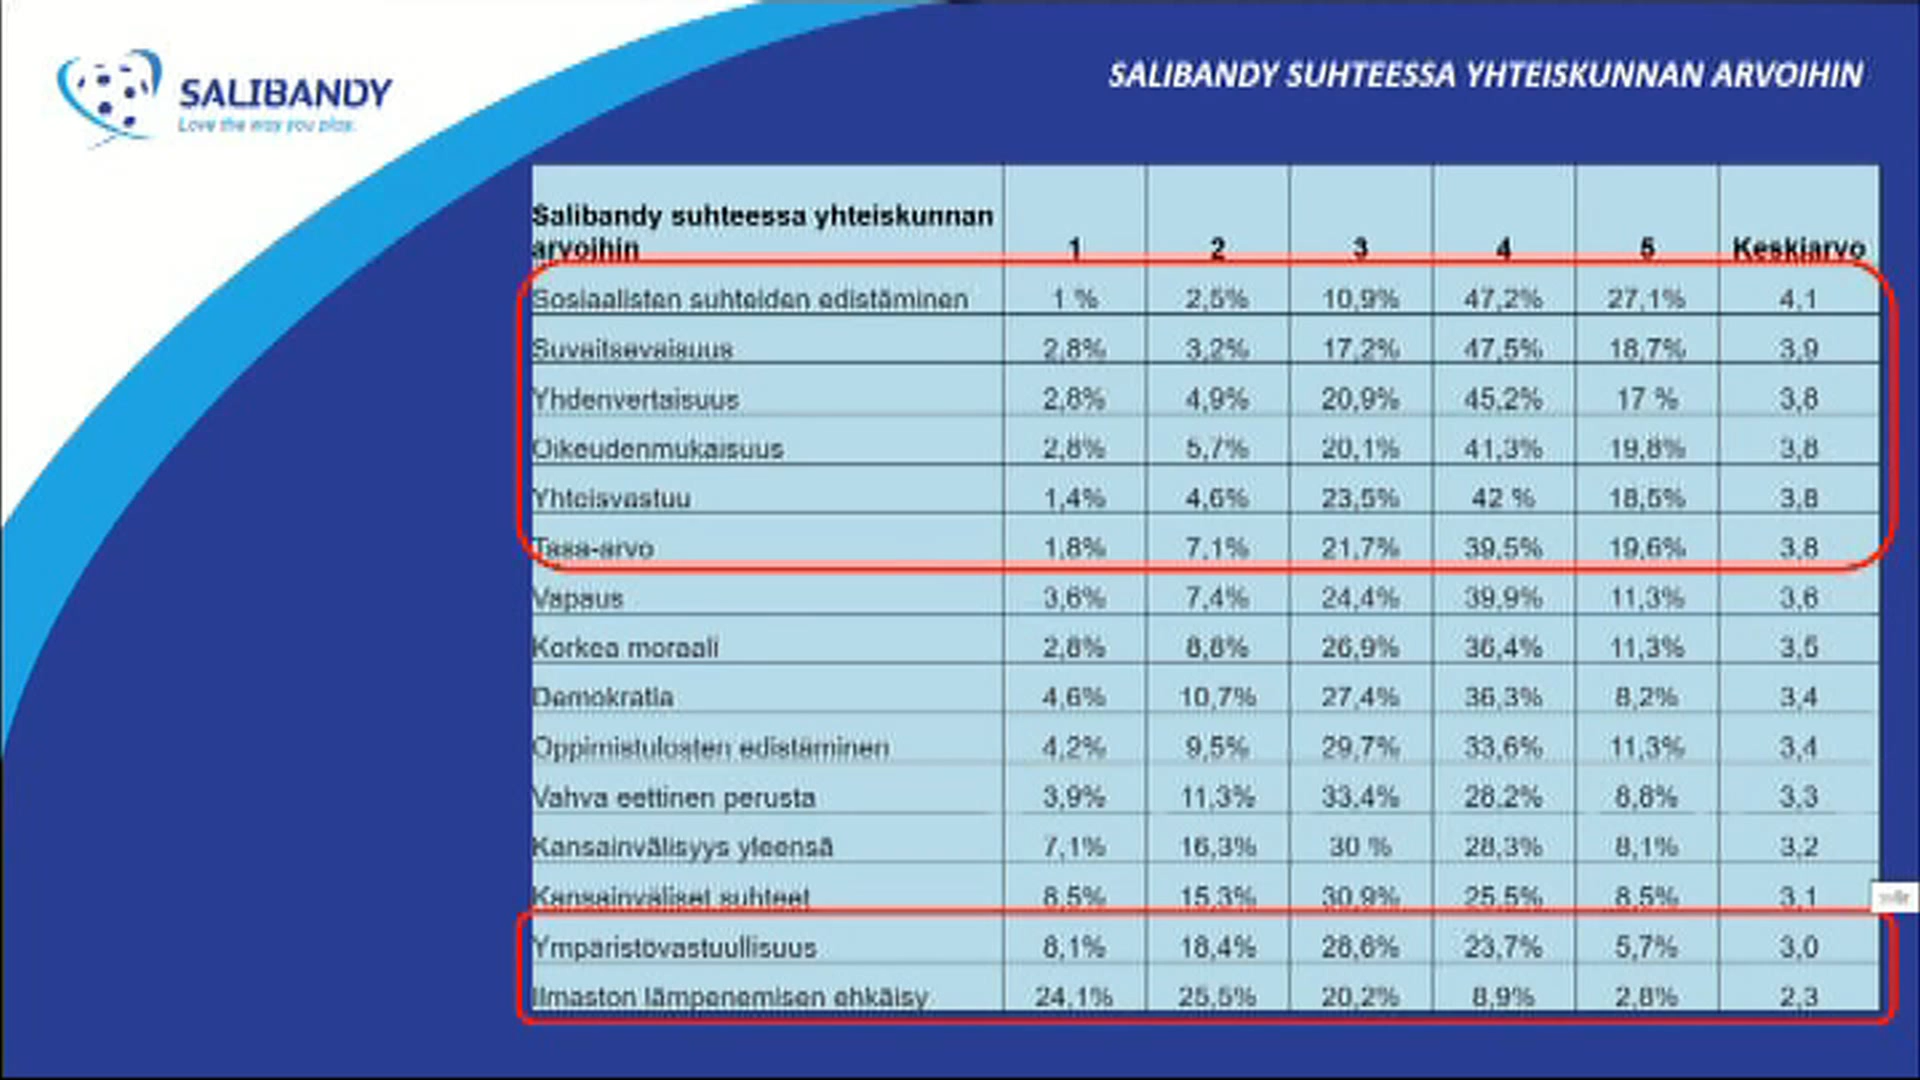 SALIBANDY
Love the way you play.
SALIBANDY SUHTEESSA YHTEISKUNNAN ARVOIHIN
Salibandy suhteessa yhteiskunnan
arvoihin 1 2 3 4 5 Keskiarvo
Sosiaalisten suhteiden edistäminen 1 % 2,5% 10,9% 47,2% 27,1% 4,1
Suvaitsevaisuus 2,8% 3,2% 17,2% 47,5% 18,7% 3,9
Yhdenvertaisuus 2,8% 4,9% 20,9% 45,2% 17 % 3,8
Oikeudenmukaisuus 2,8% 5,7% 20,1% 41,3% 19,8% 3,8
Yhteisvastuu 1,4% 4,6% 23,5% 42 % 18,5% 3,8
Tasa-arvo 1,8% 7,1% 21,7% 39,5% 19,6% 3,8
Vapaus 3,6% 7,4% 24,4% 39,9% 11,3% 3,6
Korkea moraali 2,8% 8,8% 26,9% 36,4% 11,3% 3,5
Demokratia 4,6% 10,7% 27,4% 36,3% 8,2% 3,4
Oppimistulosten edistäminen 4,2% 9,5% 29,7% 33,6% 11,3% 3,4
Vahva eettinen perusta 3,9% 11,3% 33,4% 28,2% 8,8% 3,3
Kansainvälisyys yleensä 7,1% 16,3% 30 % 28,3% 8,1% 3,2
Kansainväliset suhteet 8,5% 15,3% 30,9% 25,5% 8,5% 3,1
Ympäristövastuullisuus 8,1% 18,4% 28,6% 23,7% 5,7% 3,0
Ilmaston lämpenemisen ehkäisy 24,1% 25,5% 20,2% 8,9% 2,8% 2,3